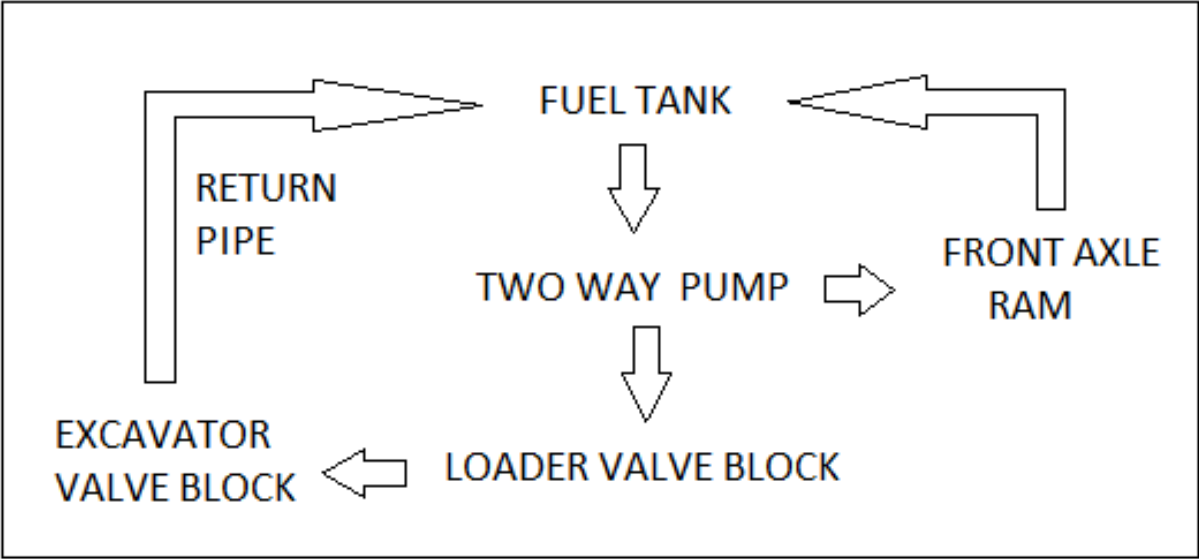 FUEL TANK
RETURN
PIPE
TWO WAY PUMP
FRONT AXLE
RAM
EXCAVATOR
VALVE BLOCK
LOADER VALVE BLOCK